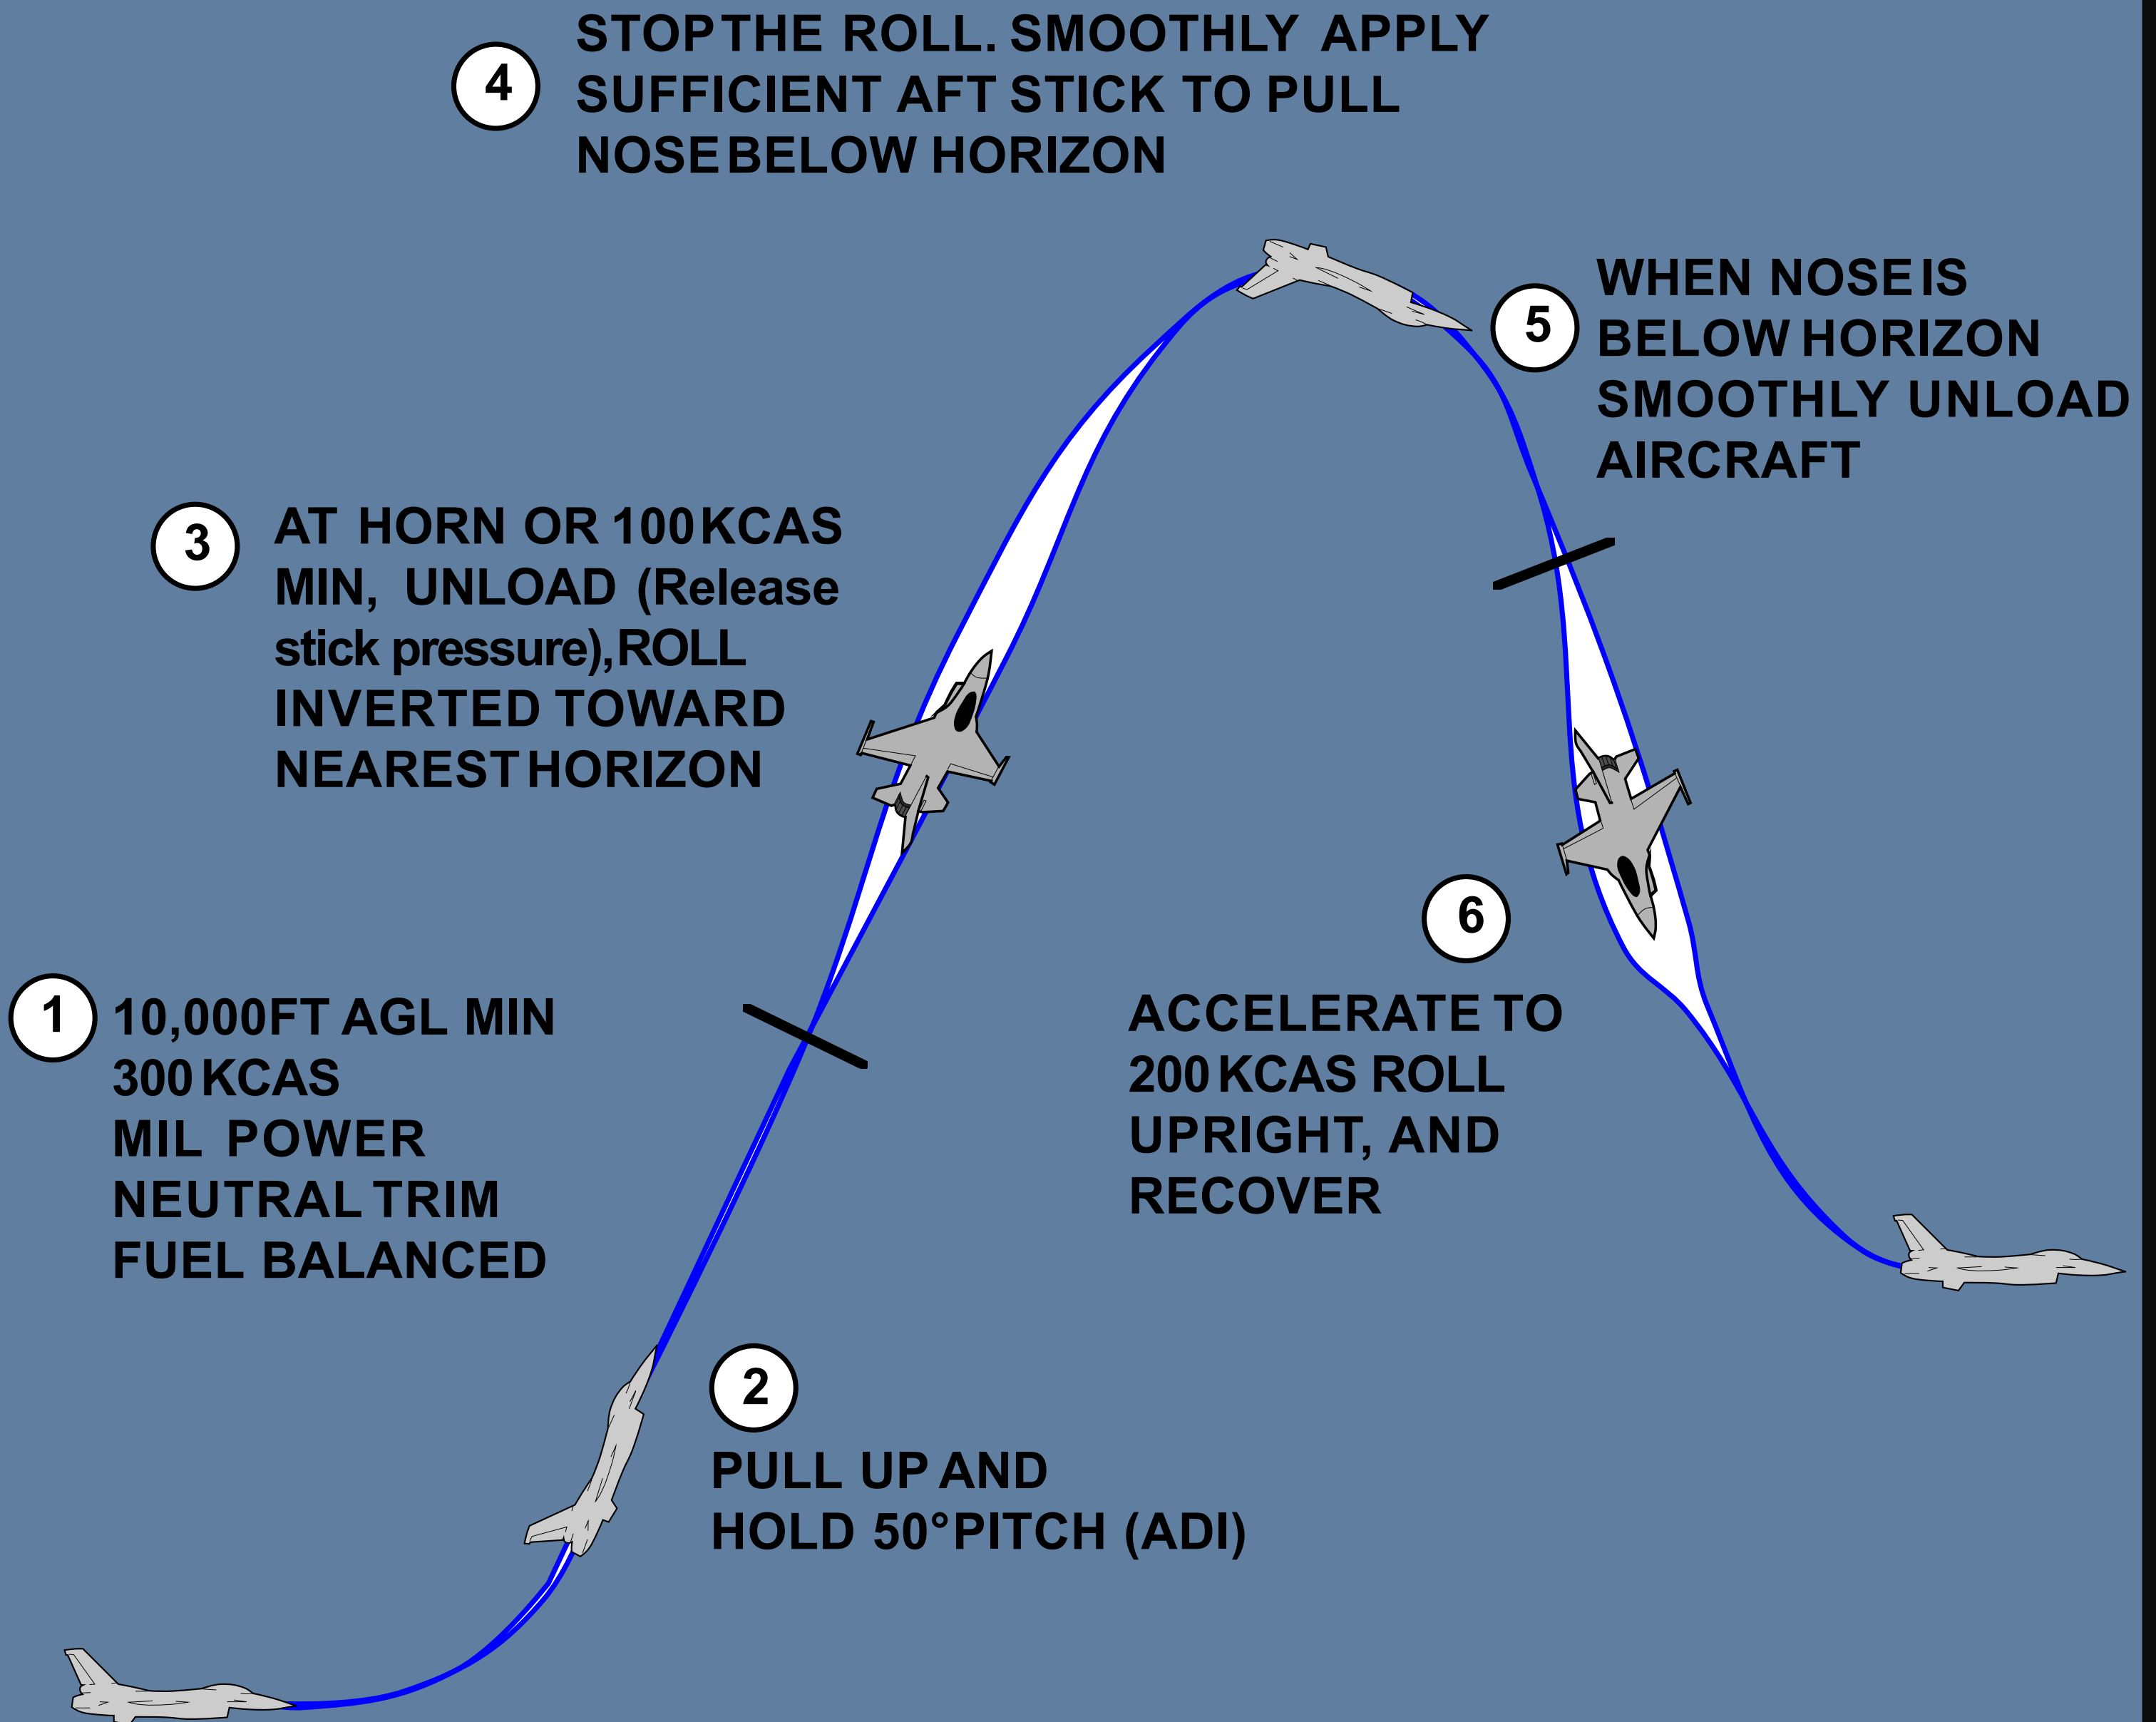 4
STOP THE ROLL. SMOOTHLY APPLY
SUFFICIENT AFT STICK TO PULL
NOSE BELOW HORIZON
5
WHEN NOSE IS
BELOW HORIZON
SMOOTHLY UNLOAD
AIRCRAFT
3
AT HORN OR 100 KCAS
MIN, UNLOAD (Release
stick pressure), ROLL
INVERTED TOWARD
NEAREST HORIZON
6
ACCELERATE TO
200 KCAS ROLL
UPRIGHT, AND
RECOVER
1
10,000 FT AGL MIN
300 KCAS
MIL POWER
NEUTRAL TRIM
FUEL BALANCED
2
PULL UP AND
HOLD 50° PITCH (ADI)